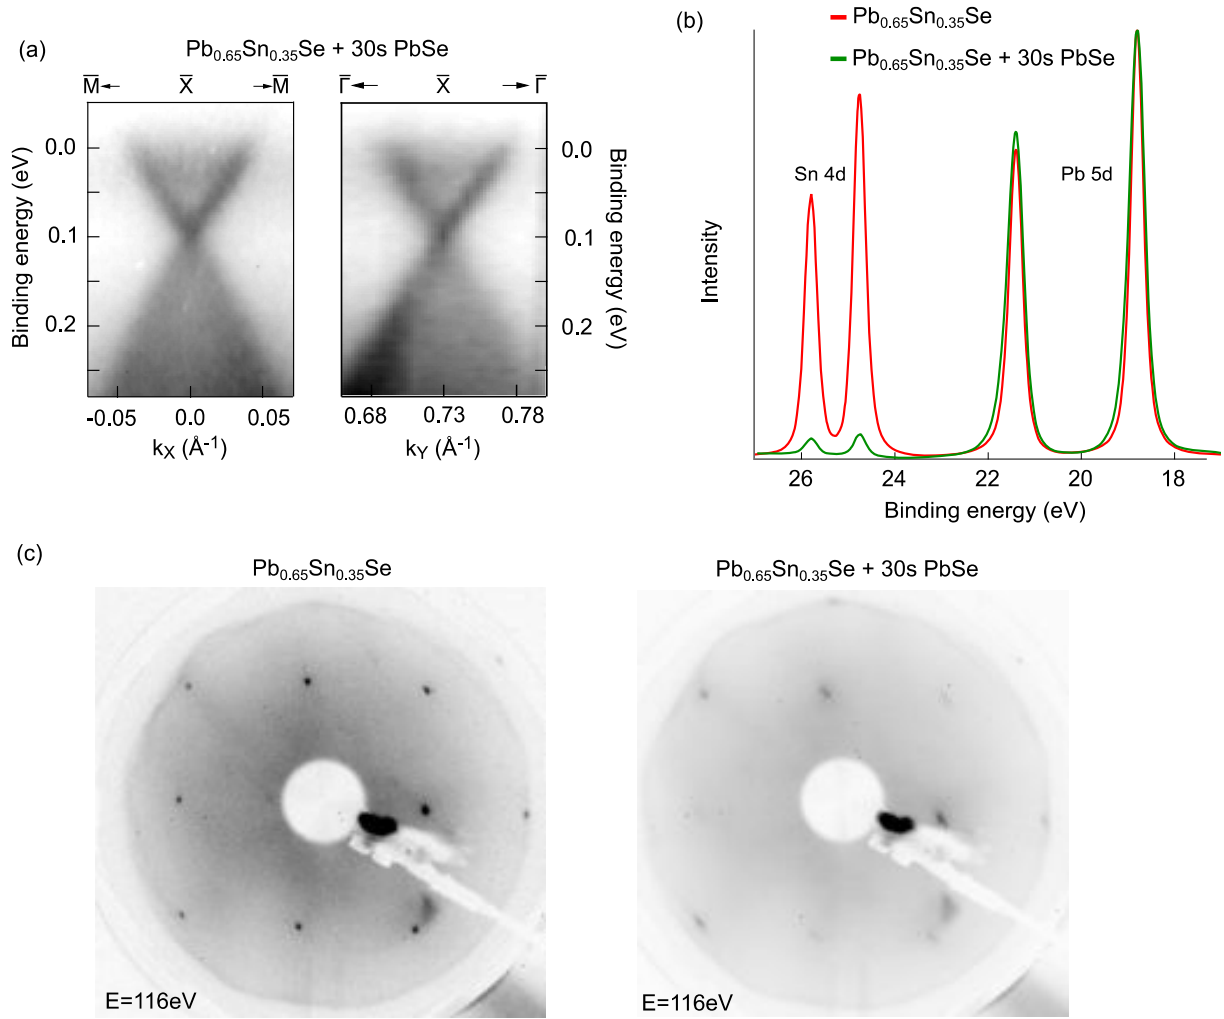 (a)
Pb0.65Sn0.35Se + 30s PbSe
M̅ ← X̅ → M̅
Γ̅ ← X̅ → Γ̅
Binding energy (eV)
0.0
0.1
0.2
-0.05 0.0 0.05
kX (Å-1)
0.68 0.73 0.78
kY (Å-1)
0.0
0.1
0.2
Binding energy (eV)
(b)
Pb0.65Sn0.35Se
Pb0.65Sn0.35Se + 30s PbSe
Sn 4d
Pb 5d
Intensity
26 24 22 20 18
Binding energy (eV)
(c)
Pb0.65Sn0.35Se
E=116eV
Pb0.65Sn0.35Se + 30s PbSe
E=116eV